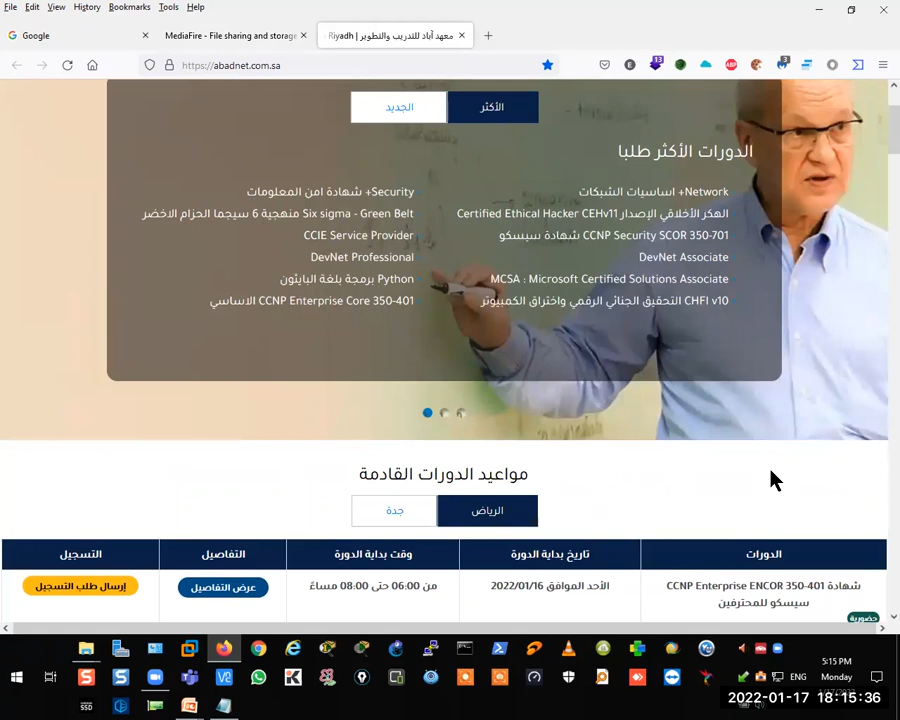 File Edit View History Bookmarks Tools Help
Google
MediaFire - File sharing and storage
معهد آباد للتدريب والتطوير | Riyadh
https://abadnet.com.sa
13
ABP
الأكثر
الجديد
الدورات الأكثر طلبا
Network+ اساسيات الشبكات
Security+ شهادة امن المعلومات
الهكر الأخلاقي الإصدار Certified Ethical Hacker CEHv11
Six sigma - Green Belt منهجية 6 سيجما الحزام الاخضر
CCNP Security SCOR 350-701 شهادة سيسكو
CCIE Service Provider
DevNet Associate
DevNet Professional
MCSA : Microsoft Certified Solutions Associate
Python برمجة بلغة البايثون
CHFI v10 التحقيق الجنائي الرقمي واختراق الكمبيوتر
CCNP Enterprise Core 350-401 الاساسي
مواعيد الدورات القادمة
الرياض
جدة
الدورات
تاريخ بداية الدورة
وقت بداية الدورة
التفاصيل
التسجيل
شهادة CCNP Enterprise ENCOR 350-401
سيسكو للمحترفين
حضورية
الأحد الموافق 2022/01/16
من 06:00 حتى 08:00 مساءً
عرض التفاصيل
إرسال طلب التسجيل
5:15 PM
ENG
Monday
2022-01-17 18:15:36
SSD